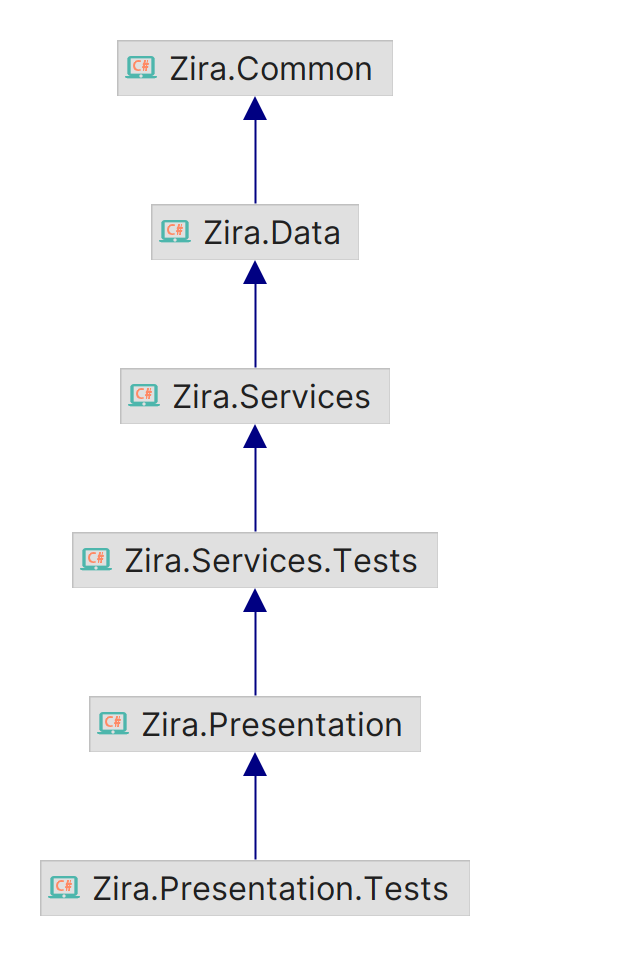 C# Zira.Common
C# Zira.Data
C# Zira.Services
C# Zira.Services.Tests
C# Zira.Presentation
C# Zira.Presentation.Tests